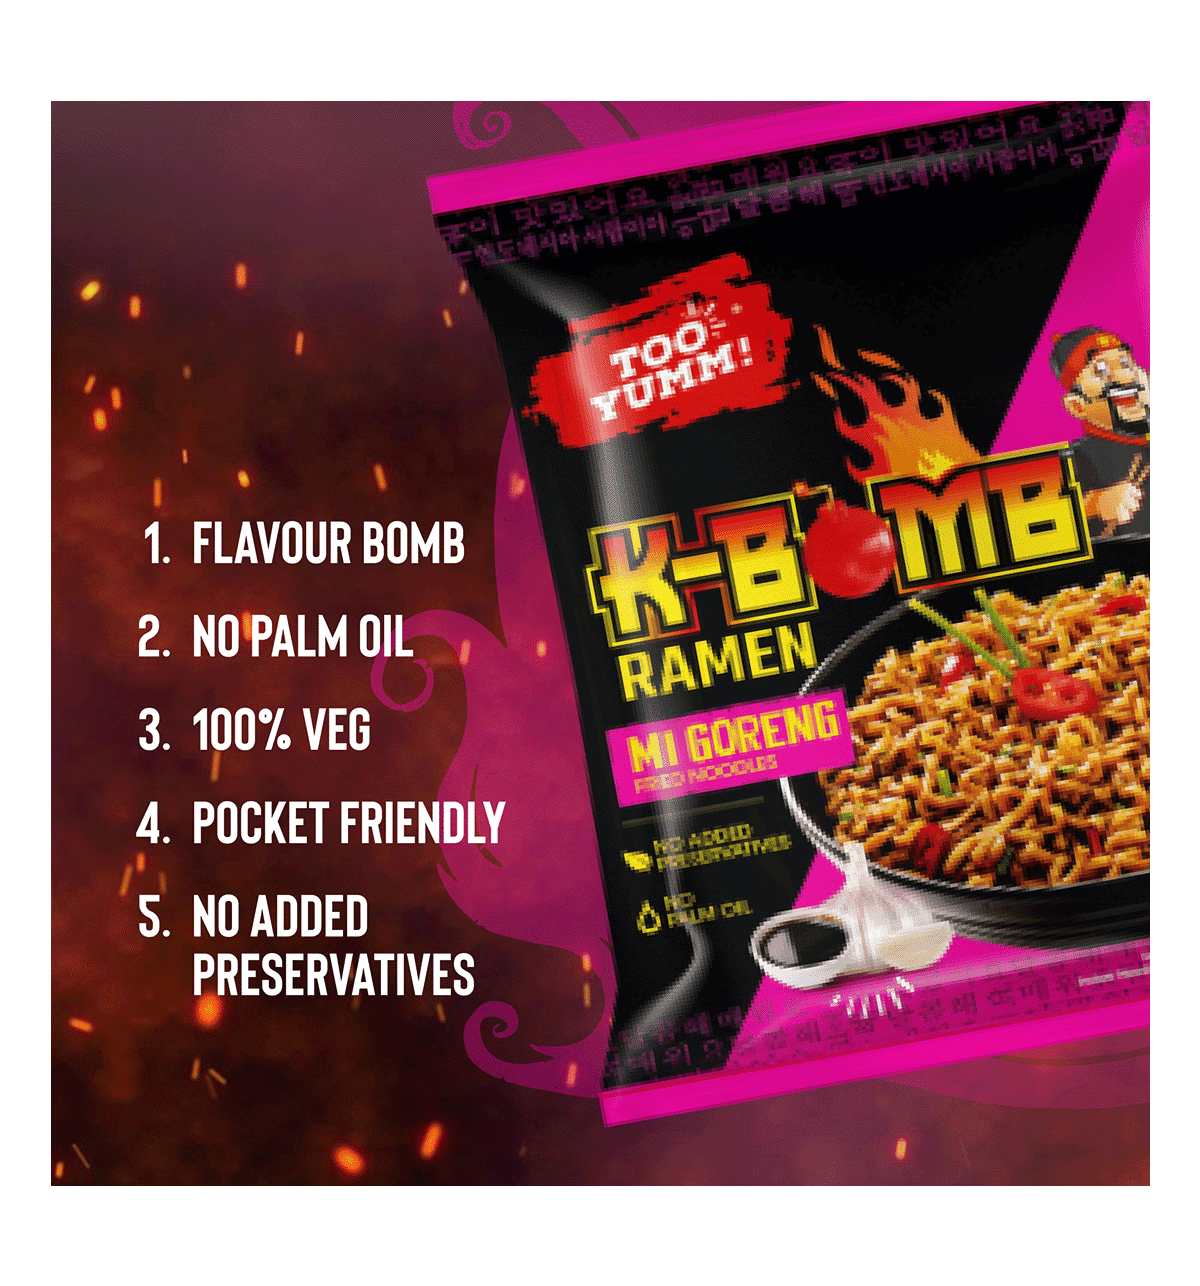 1. FLAVOUR BOMB
2. NO PALM OIL
3. 100% VEG
4. POCKET FRIENDLY
5. NO ADDED
PRESERVATIVES
TOO
YUMM!
K-BOMB
RAMEN
MI GORENG
FRIED NOODLES
NO ADDED
PRESERVATIVES
NO
PALM OIL